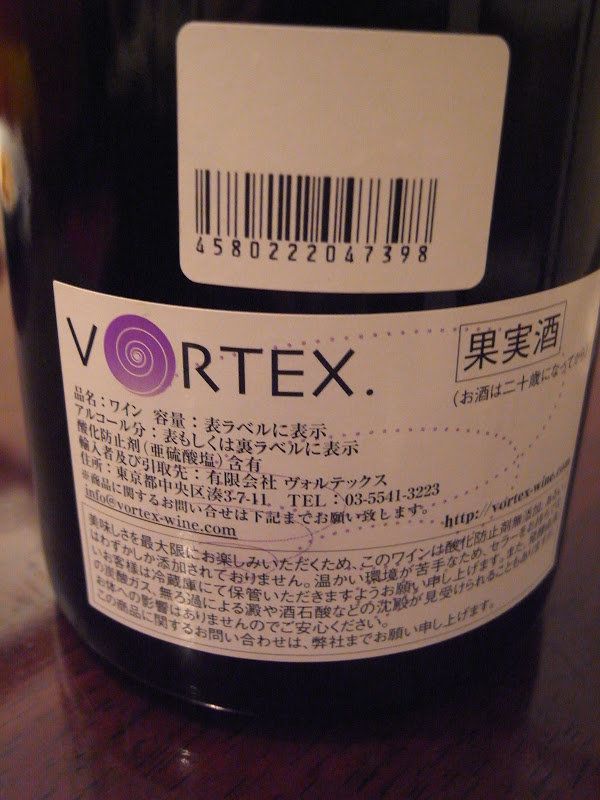 4580222047398
VORTEX.
果実酒
(お酒は二十歳になってから)
品名：ワイン 容量：表ラベルに表示
アルコール分：表もしくは裏ラベルに表示
酸化防止剤(亜硫酸塩)含有
輸入者及び引取先：有限会社 ヴォルテックス
住所：東京都中央区湊3-7-1L TEL：03-5541-3223
※商品に関するお問い合せは下記までお願い致します。
info@vortex-wine.com http://vortex-wine.com
美味しさを最大限にお楽しみいただくため、このワインは酸化防止剤無添加、
はわずかしか添加されておりません。温かい環境が苦手なため、セラーをお持ちでな
いお客様は冷蔵庫にて保管いただきますようお願い申し上げます。また、
の炭酸ガス、無ろ過による澱や酒石酸などの沈殿が見受けられることもあり
お体への影響はありませんのでご安心ください。
この商品に関するお問い合わせは、弊社までお願い申し上げます。